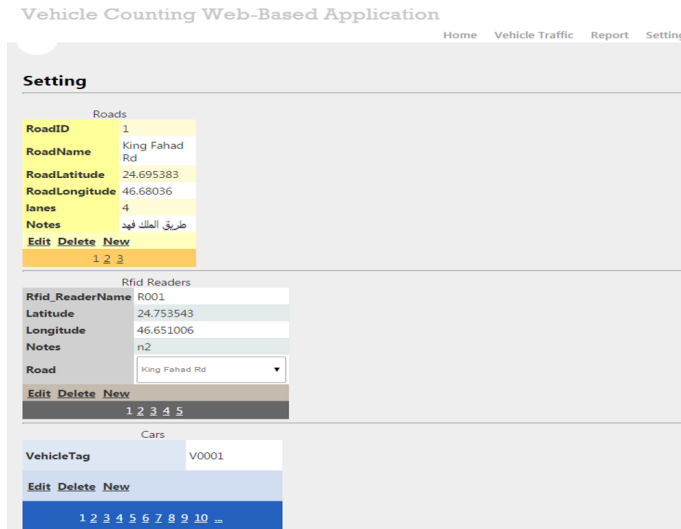 Vehicle Counting Web-Based Application
Home Vehicle Traffic Report Setting
Setting
Roads
RoadID 1
RoadName King Fahad
Rd
RoadLatitude 24.695383
RoadLongitude 46.68036
lanes 4
Notes طريق الملك فهد
Edit Delete New
1 2 3
Rfid Readers
Rfid_ReaderName R001
Latitude 24.753543
Longitude 46.651006
Notes n2
Road King Fahad Rd
Edit Delete New
1 2 3 4 5
Cars
VehicleTag V0001
Edit Delete New
1 2 3 4 5 6 7 8 9 10 ...